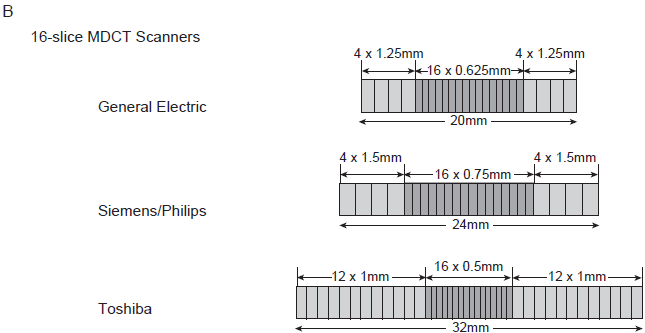 B
16-slice MDCT Scanners
4 x 1.25mm 4 x 1.25mm
16 x 0.625mm
General Electric
20mm
4 x 1.5mm 16 x 0.75mm 4 x 1.5mm
Siemens/Philips
24mm
16 x 0.5mm
12 x 1mm 12 x 1mm
Toshiba
32mm